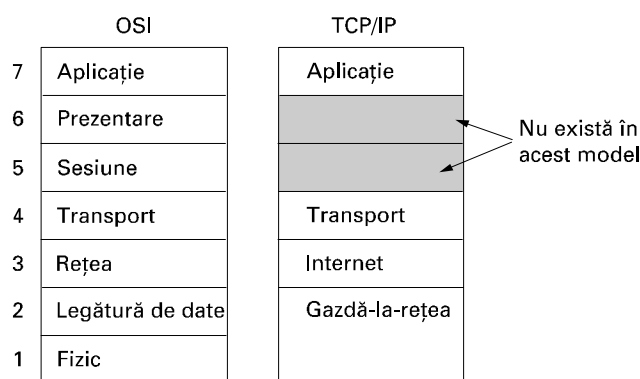 OSI TCP/IP
7 Aplicație Aplicație
6 Prezentare
Nu există în
acest model
5 Sesiune
4 Transport Transport
3 Rețea Internet
2 Legătură de date Gazdă-la-rețea
1 Fizic